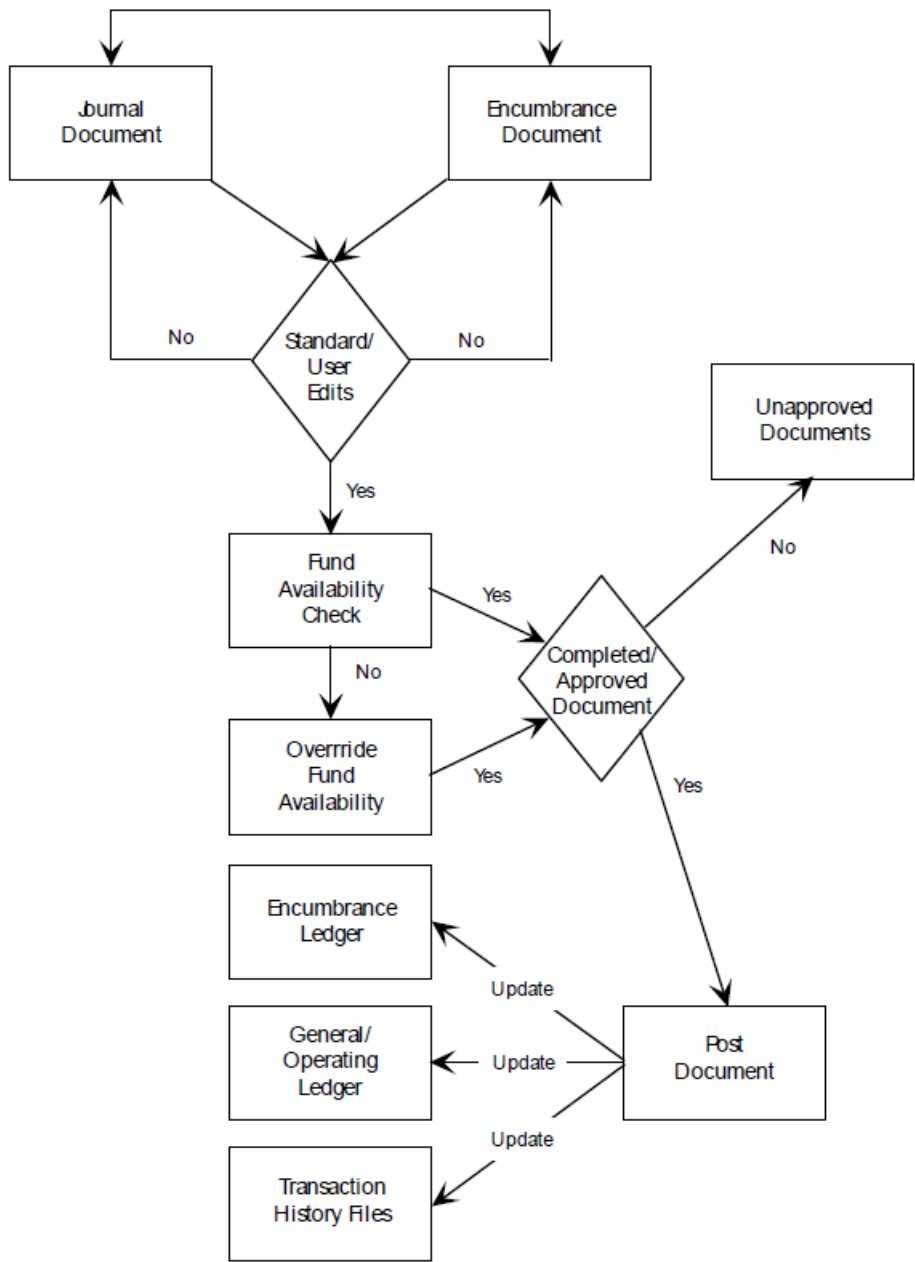 Journal
Document
Encumbrance
Document
No
Standard/
User
Edits
No
Unapproved
Documents
Yes
No
Fund
Availability
Check
Yes
Completed/
Approved
Document
No
Overrride
Fund
Availability
Yes
Yes
Encumbrance
Ledger
Update
General/
Operating
Ledger
Update
Post
Document
Update
Transaction
History Files